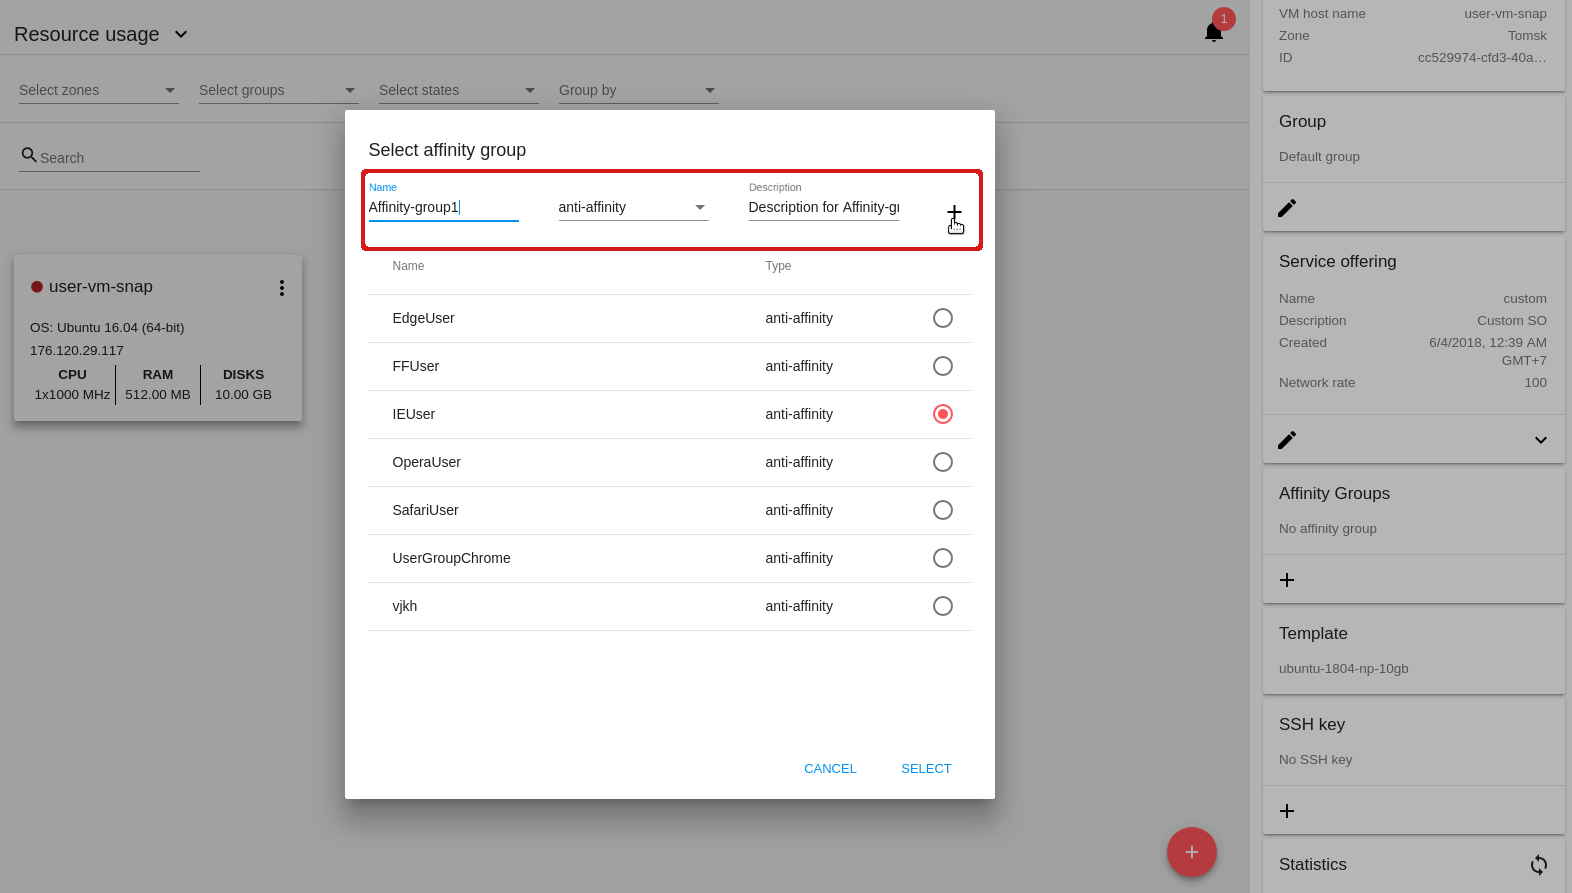 Resource usage
1
Select zones
Select groups
Select states
Group by
Search
user-vm-snap
OS: Ubuntu 16.04 (64-bit)
176.120.29.117
CPU RAM DISKS
1x1000 MHz 512.00 MB 10.00 GB
Select affinity group
Name Description
Affinity-group1 anti-affinity Description for Affinity-gr
Name Type
EdgeUser anti-affinity
FFUser anti-affinity
IEUser anti-affinity
OperaUser anti-affinity
SafariUser anti-affinity
UserGroupChrome anti-affinity
vjkh anti-affinity
CANCEL SELECT
VM host name user-vm-snap
Zone Tomsk
ID cc529974-cfd3-40a…
Group
Default group
Service offering
Name custom
Description Custom SO
Created 6/4/2018, 12:39 AM
GMT+7
Network rate 100
Affinity Groups
No affinity group
Template
ubuntu-1804-np-10gb
SSH key
No SSH key
Statistics